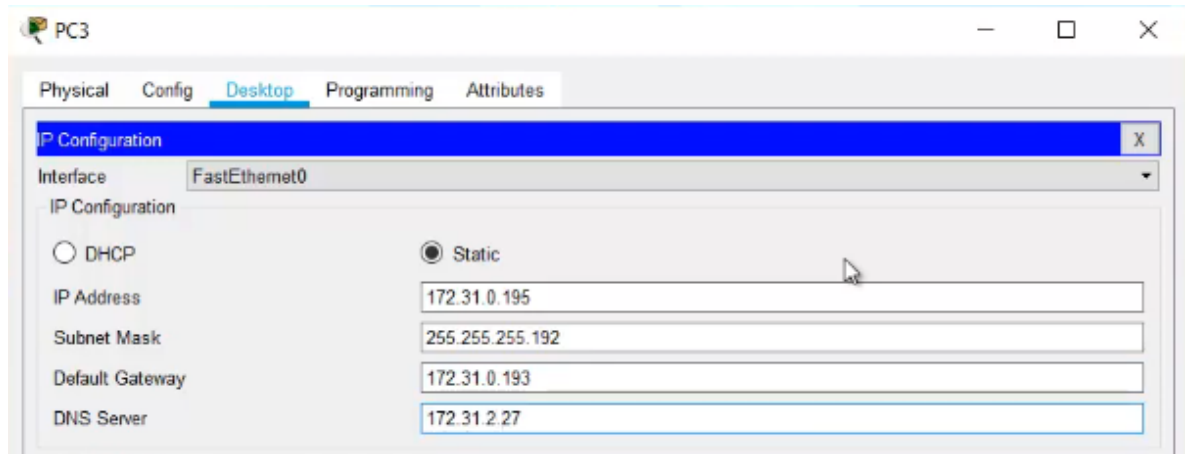 PC3
Physical Config Desktop Programming Attributes
IP Configuration X
Interface FastEthernet0
IP Configuration
DHCP Static
IP Address 172.31.0.195
Subnet Mask 255.255.255.192
Default Gateway 172.31.0.193
DNS Server 172.31.2.27